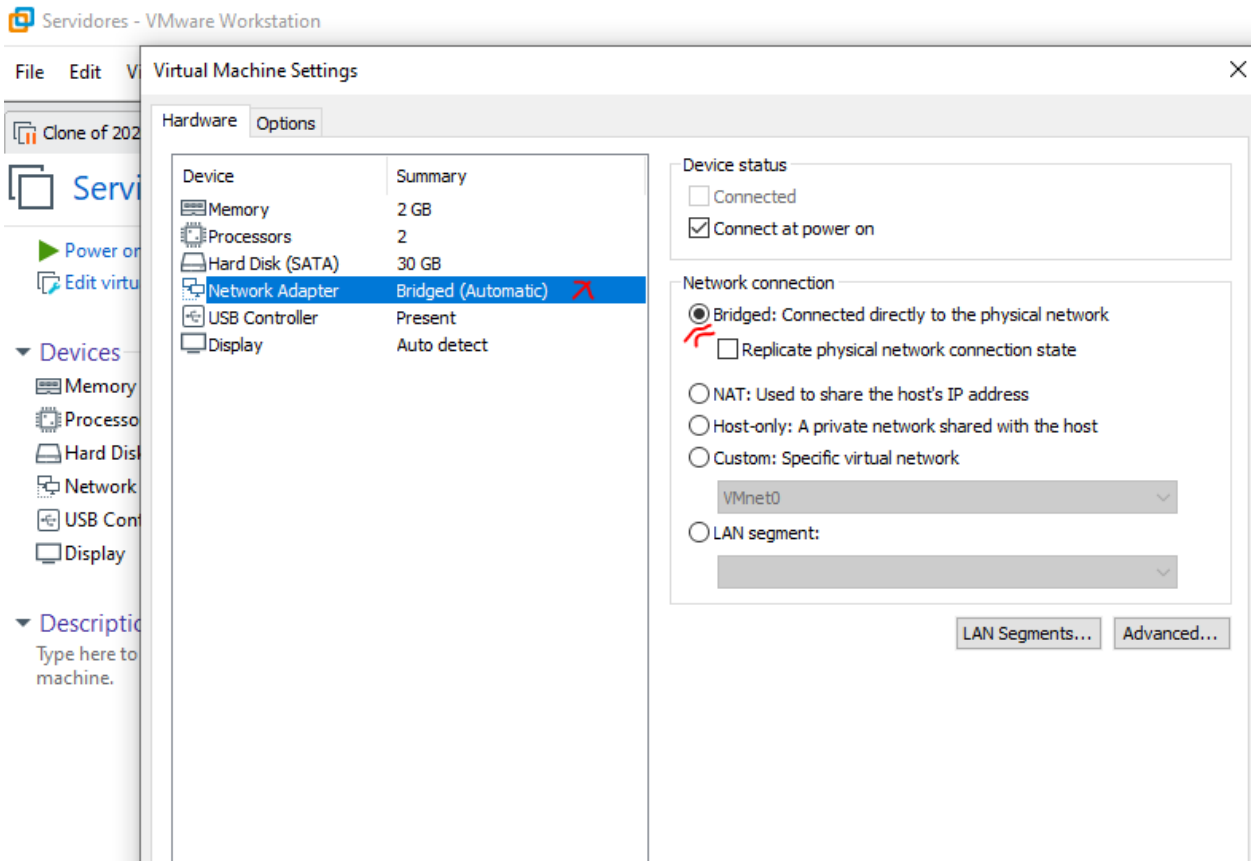 Servidores - VMware Workstation
File Edit Vi
Virtual Machine Settings
Clone of 202
Hardware Options
Servi
Power or
Edit virtu
Devices
Memory
Processo
Hard Disk
Network
USB Cont
Display
Descriptio
Type here to
machine.
Device Summary
Memory 2 GB
Processors 2
Hard Disk (SATA) 30 GB
Network Adapter Bridged (Automatic)
USB Controller Present
Display Auto detect
Device status
Connected
Connect at power on
Network connection
Bridged: Connected directly to the physical network
Replicate physical network connection state
NAT: Used to share the host's IP address
Host-only: A private network shared with the host
Custom: Specific virtual network
VMnet0
LAN segment:
LAN Segments... Advanced...